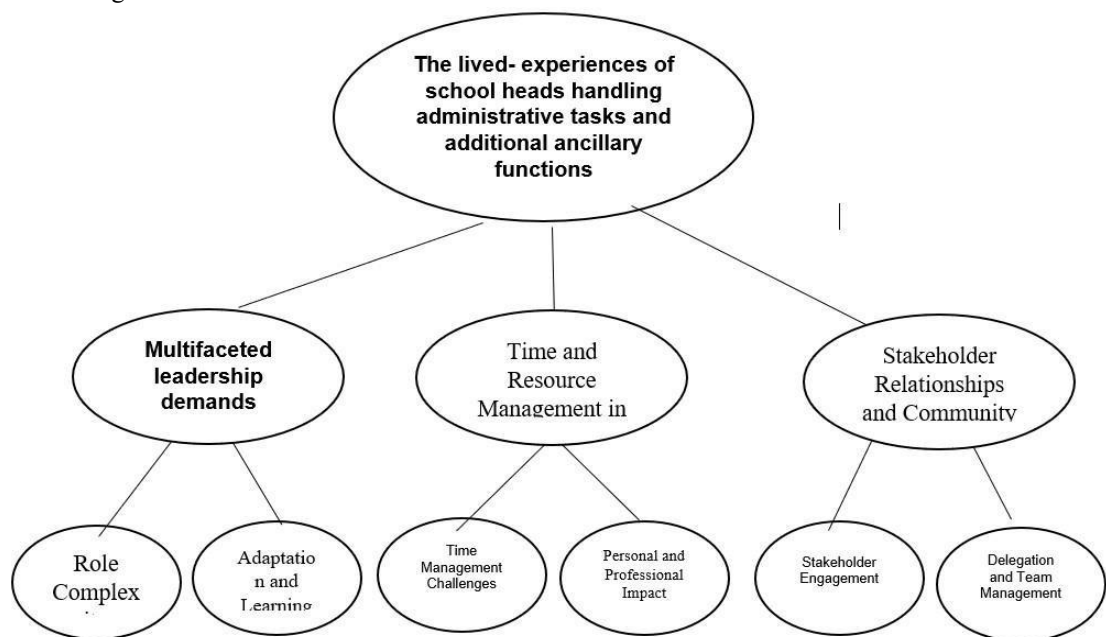 The lived- experiences of
school heads handling
administrative tasks and
additional ancillary
functions
Multifaceted
leadership
demands
Time and
Resource
Management in
Stakeholder
Relationships
and Community
Role
Complex
Adaptatio
n and
Learning
Time
Management
Challenges
Personal and
Professional
Impact
Stakeholder
Engagement
Delegation
and Team
Management